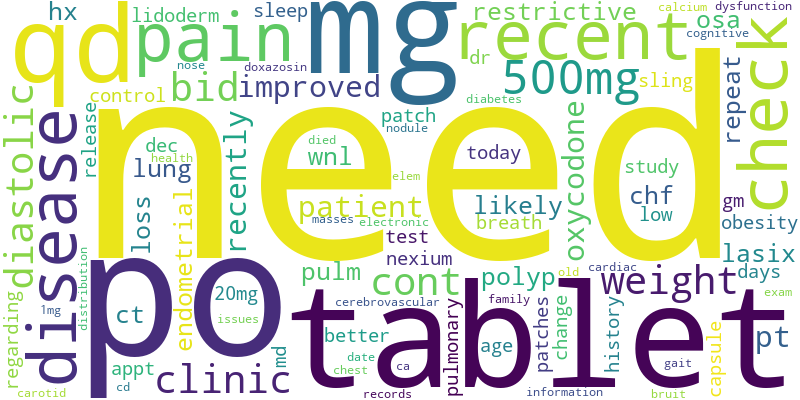 hx
lidoderm
sleep
mg
restrictive
calcium
dysfunction
qd
pain
recent
osa
cognitive
nose
doxazosin
dr
check
control
bid
improved
500mg
sling
repeat
diastolic
disease
release
health
need
patch
nodule
diabetes
dec
lung
recently
died
wnl
today
oxycodone
study
elem
loss
endometrial
patient
masses
electronic
likely
breath
chf
low
gm
obesity
test
nexium
po
cont
pulm
polyp
weight
cardiac
old
lasix
days
regarding
1mg
distribution
ct
20mg
tablet
cerebrovascular
family
exam
issues
better
pulmonary
age
patches
change
history
pt
capsule
carotid
appt
cd
clinic
md
date
chest
ca
records
information
gait
bruit